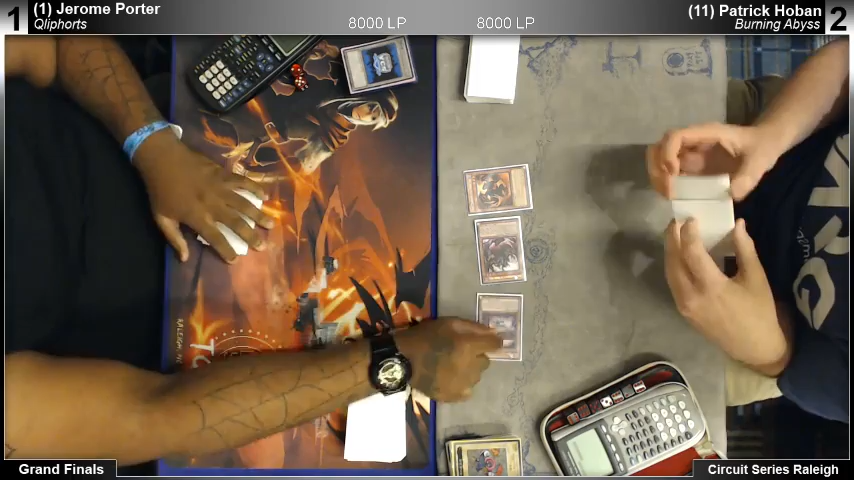 1
(1) Jerome Porter
Qliphorts
8000 LP
8000 LP
(11) Patrick Hoban
Burning Abyss
2
Grand Finals
Circuit Series Raleigh